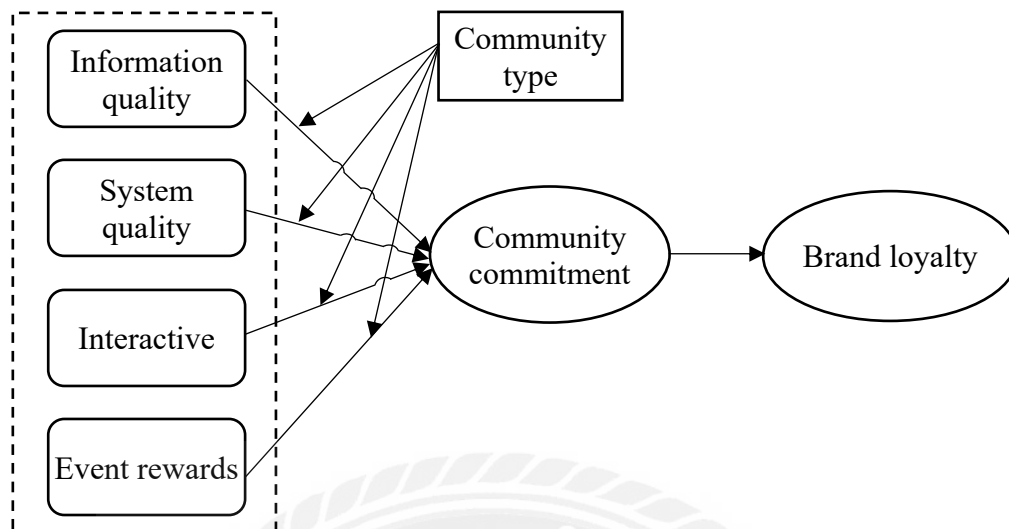 Information
quality
Community
type
System
quality
Community
commitment
Brand loyalty
Interactive
Event rewards